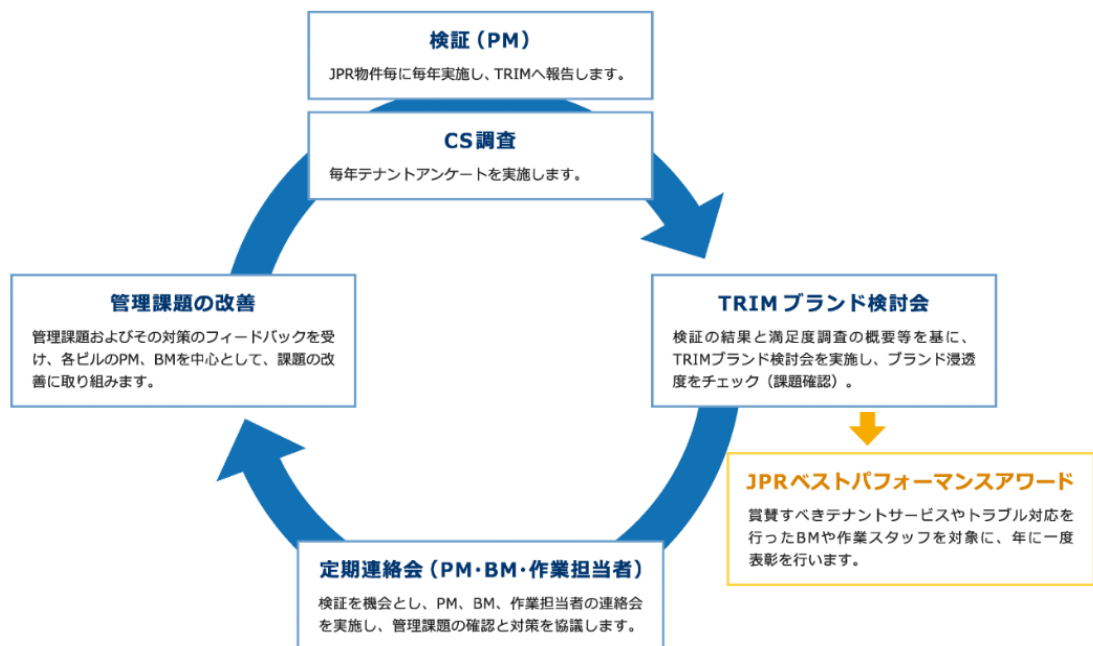 検証（PM）
JPR物件毎に毎年実施し、TRIMへ報告します。
CS調査
毎年テナントアンケートを実施します。
管理課題の改善
管理課題およびその対策のフィードバックを受
け、各ビルのPM、BMを中心として、課題の改
善に取り組みます。
TRIM ブランド検討会
検証の結果と満足度調査の概要等を基に、
TRIMブランド検討会を実施し、ブランド浸透
度をチェック（課題確認）。
JPRベストパフォーマンスアワード
賞賛すべきテナントサービスやトラブル対応を
行ったBMや作業スタッフを対象に、年に一度
表彰を行います。
定期連絡会（PM・BM・作業担当者）
検証を機会とし、PM、BM、作業担当者の連絡会
を実施し、管理課題の確認と対策を協議します。